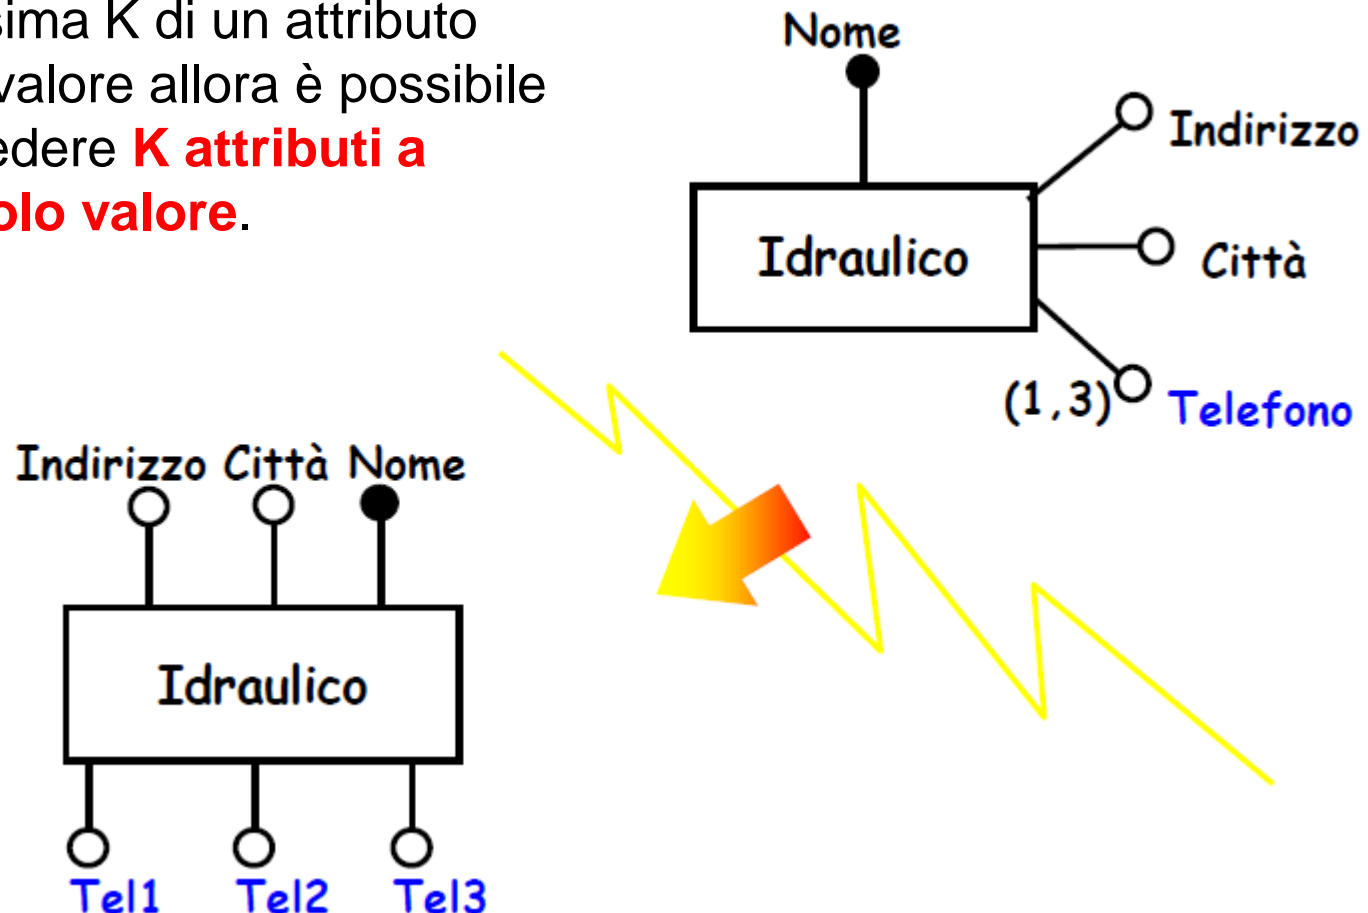 sima K di un attributo
valore allora è possibile
edere K attributi a
olo valore.
Nome
Indirizzo
Idraulico
Città
(1,3)
Telefono
Indirizzo Città Nome
Idraulico
Tel1 Tel2 Tel3